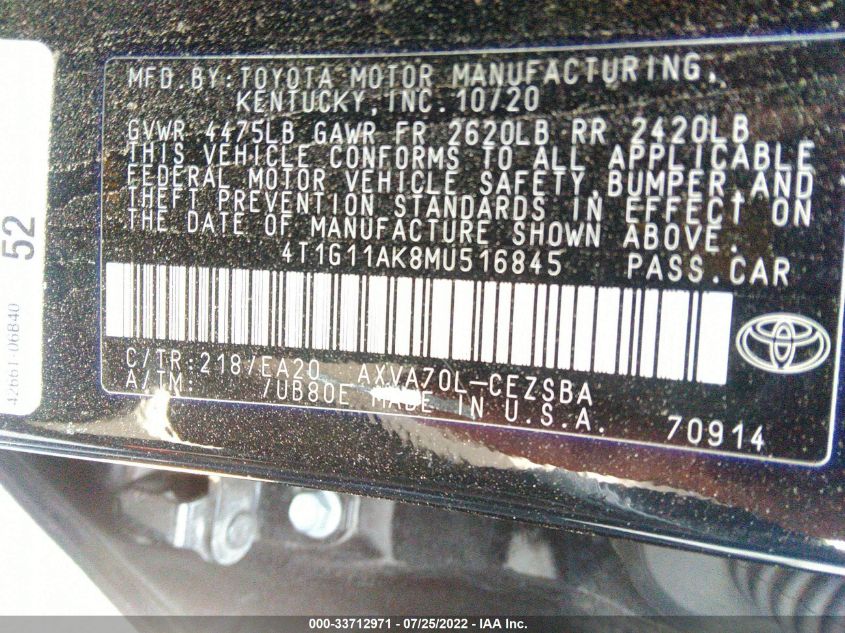 MFD.BY:TOYOTA MOTOR MANUFACTURING,
KENTUCKY,INC.10/20
GVWR 4475LB GAWR FR 2620LB RR 2420LB
THIS VEHICLE CONFORMS TO ALL APPLICABLE
FEDERAL MOTOR VEHICLE SAFETY,BUMPER,AND
THEFT PREVENTION STANDARDS IN EFFECT ON
THE DATE OF MANUFACTURE SHOWN ABOVE.
4T1G11AK8MU516845 PASS.CAR
C/TR:218/EA20 AXVA70L-CEZSBA
A/TM: /UB80E MADE IN U.S.A.
70914
52
42661-06B40
000-33712971 - 07/25/2022 - IAA Inc.